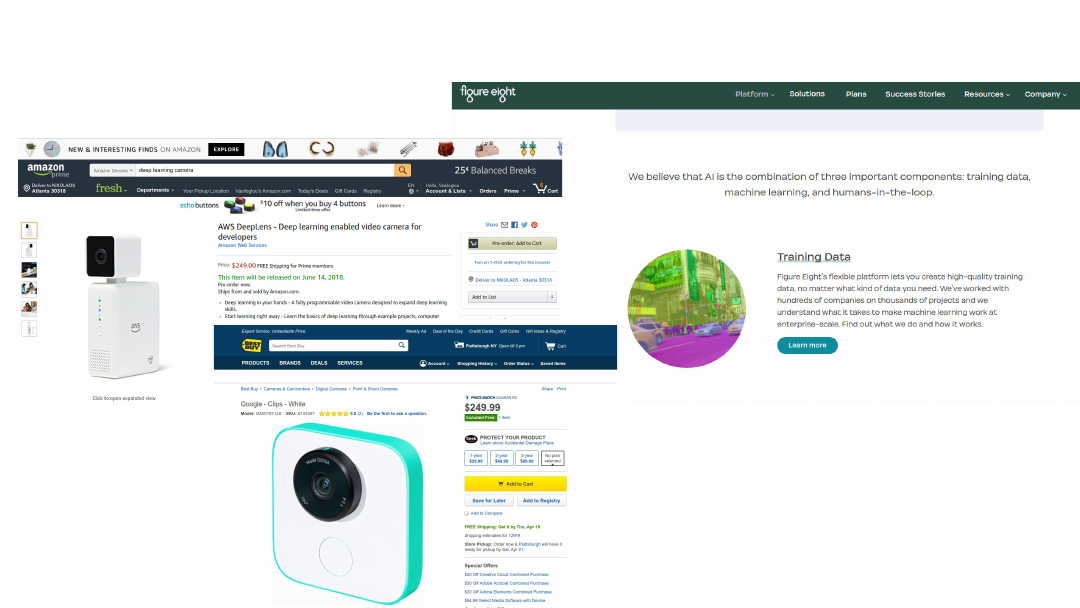 figure eight
Platform
Solutions
Plans
Success Stories
Resources
Company
We believe that AI is the combination of three important components: training data,
machine learning, and humans-in-the-loop.
Training Data
Figure Eight's flexible platform lets you create high-quality training
data, no matter what kind of data you need. We've worked with
hundreds of companies on thousands of projects and we
understand what it takes to make machine learning work at
enterprise-scale. Find out what we do and how it works.
Learn more
NEW & INTERESTING FINDS ON AMAZON EXPLORE
amazon prime
Amazon Devices
deep learning camera
25¢ Balanced Breaks
Deliver to NIKOLAOS
Atlanta 30318
fresh
Departments
Your Pickup Location
Vasiloglou's Amazon.com
Today's Deals
Gift Cards
Registry
EN
Hello, Vasiloglou
Account & Lists
Orders
Prime
Cart
echo buttons
$10 off when you buy 4 buttons
Limited-time offer
Learn more ›
AWS DeepLens - Deep learning enabled video camera for
developers
Amazon Web Services
Price: $249.00 FREE Shipping for Prime members
This item will be released on June 14, 2018.
Pre-order now.
Ships from and sold by Amazon.com.
Deep learning in your hands - A fully programmable video camera designed to expand deep learning
skills.
Start learning right away - Learn the basics of deep learning through example projects, computer
Share
Pre-order: Add to Cart
Turn on 1-click ordering for this browser
Deliver to NIKOLAOS - Atlanta 30318
Add to List
aws
Click to open expanded view
Expert Service. Unbeatable Price.
Weekly Ad
Deal of the Day
Credit Cards
Gift Cards
Gift Ideas & Registry
BEST BUY
Search Best Buy
Plattsburgh NY
Open till 9 pm
Cart
PRODUCTS
BRANDS
DEALS
SERVICES
Account
Shopping History
Order Status
Saved Items
Best Buy › Cameras & Camcorders › Digital Cameras › Point & Shoot Cameras
Share
Print
Google - Clips - White
Model: GA00191-US SKU: 6133307 5.0 (2) Be the first to ask a question.
PRICE MATCH GUARANTEE
$249.99
Included Free: 1 item
PROTECT YOUR PRODUCT
Learn about Accidental Damage Plans
1-year
$29.99
2-year
$49.99
3-year
$69.99
No plan
selected
Add to Cart
Save for Later
Add to Registry
Add to Compare
FREE Shipping: Get it by Thu, Apr 19
Shipping estimates for 12978
Store Pickup: Order now & Plattsburgh will have it
ready for pickup by Sat, Apr 21.
Special Offers
$20 Off Creative Cloud Combined Purchase
$20 Off Adobe Acrobat Combined Purchase
$20 Off Adobe Elements Combined Purchase
$64.99 Select Media Software with Device